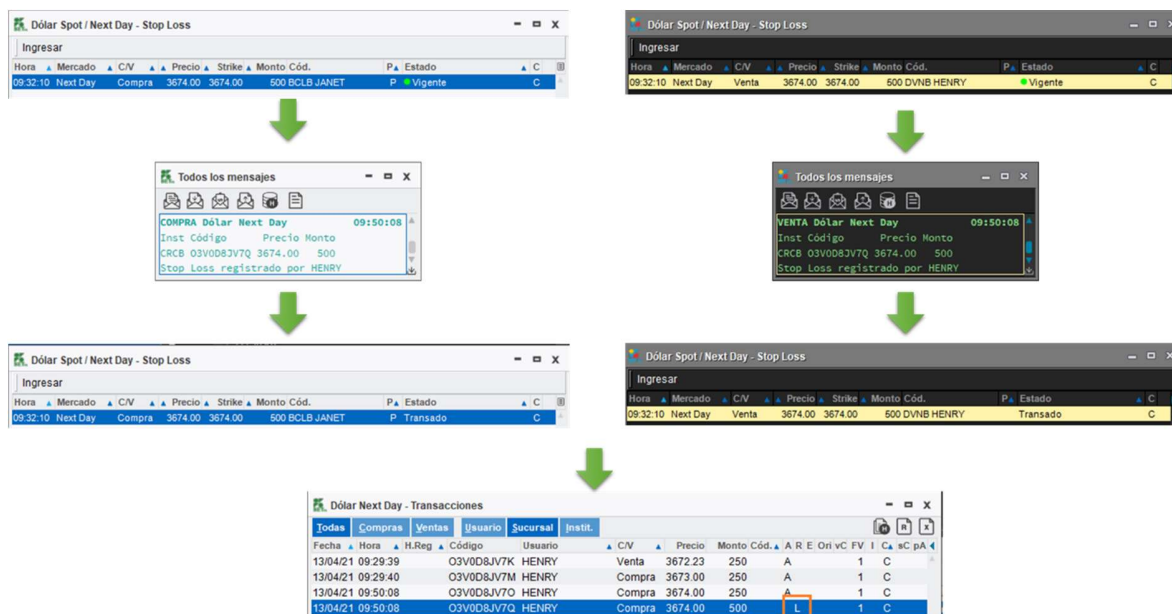 Dólar Spot / Next Day - Stop Loss
Ingresar
Hora Mercado C/V Precio Strike Monto Cód. P Estado C
09:32:10 Next Day Compra 3674.00 3674.00 500 BCLB JANET P Vigente C
Dólar Spot / Next Day - Stop Loss
Ingresar
Hora Mercado C/V Precio Strike Monto Cód. P Estado C
09:32:10 Next Day Venta 3674.00 3674.00 500 DVNB HENRY Vigente C
Todos los mensajes
COMPRA Dólar Next Day 09:50:08
Inst Código Precio Monto
CRCB O3V0D8JV7Q 3674.00 500
Stop Loss registrado por HENRY
Todos los mensajes
VENTA Dólar Next Day 09:50:08
Inst Código Precio Monto
CRCB O3V0D8JV7Q 3674.00 500
Stop Loss registrado por HENRY
Dólar Spot / Next Day - Stop Loss
Ingresar
Hora Mercado C/V Precio Strike Monto Cód. P Estado C
09:32:10 Next Day Compra 3674.00 3674.00 500 BCLB JANET P Transado C
Dólar Spot / Next Day - Stop Loss
Ingresar
Hora Mercado C/V Precio Strike Monto Cód. P Estado C
09:32:10 Next Day Venta 3674.00 3674.00 500 DVNB HENRY Transado C
Dólar Next Day - Transacciones
Todas Compras Ventas Usuario Sucursal Instit.
Fecha Hora H.Reg Código Usuario C/V Precio Monto Cód. A R E Ori vC FV I C sC pA
13/04/21 09:29:39 O3V0D8JV7K HENRY Venta 3672.23 250 A 1 C
13/04/21 09:29:40 O3V0D8JV7M HENRY Compra 3673.00 250 A 1 C
13/04/21 09:50:08 O3V0D8JV7O HENRY Compra 3674.00 250 A 1 C
13/04/21 09:50:08 O3V0D8JV7Q HENRY Compra 3674.00 500 L 1 C